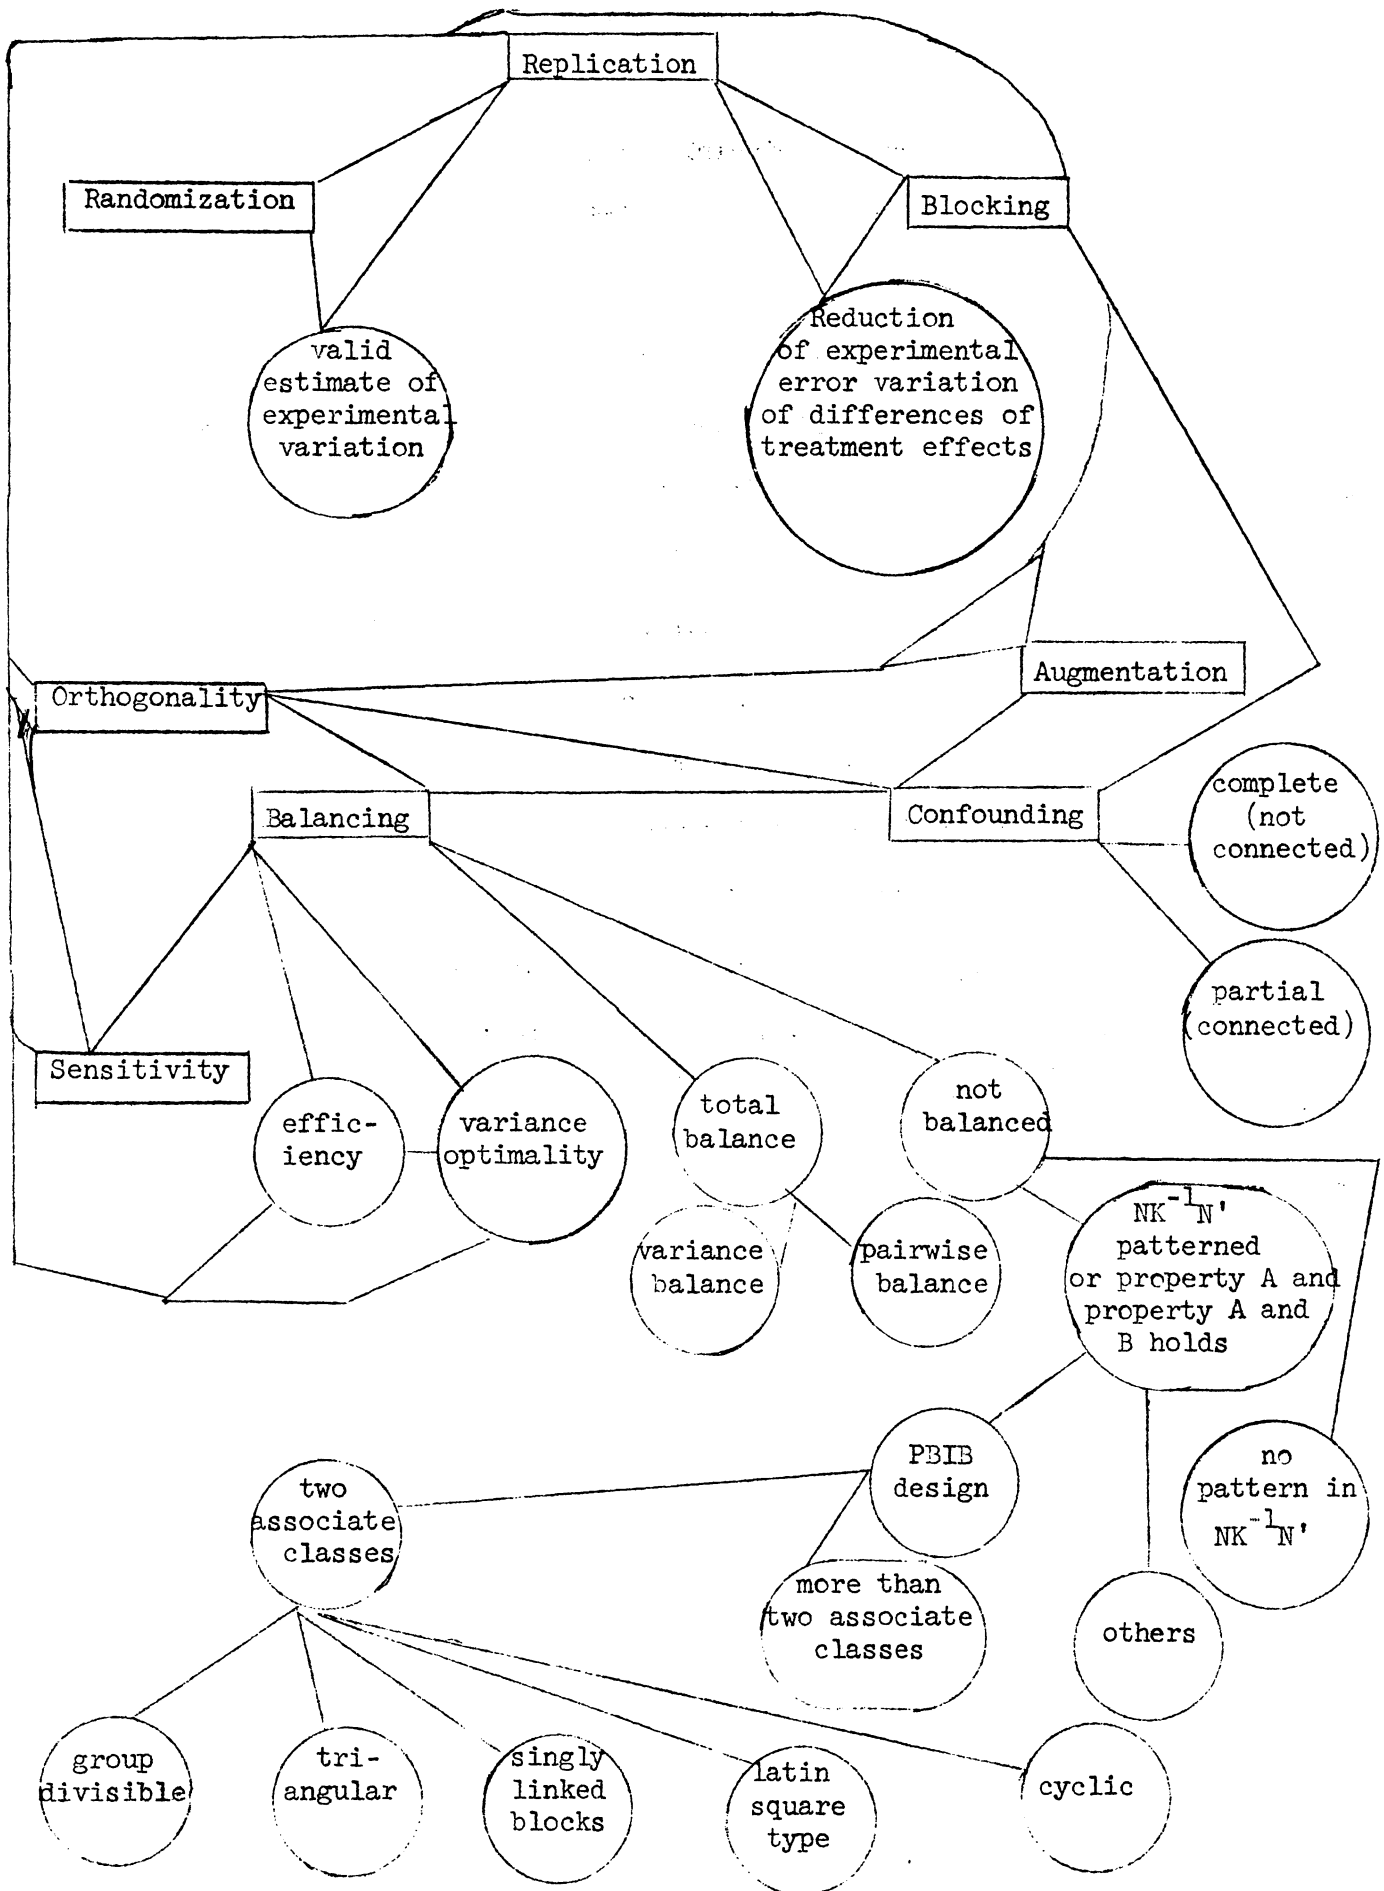 Replication
Randomization
Blocking
valid
estimate of
experimental
variation
Reduction
of experimental
error variation
of differences of
treatment effects
Augmentation
Orthogonality
Balancing
Confounding
complete
(not
connected)
partial
(connected)
Sensitivity
effic-
iency
variance
optimality
total
balance
not
balanced
variance
balance
pairwise
balance
NK⁻¹N'
patterned
or property A and
property A and
B holds
PBIB
design
no
pattern in
NK⁻¹N'
two
associate
classes
more than
two associate
classes
others
group
divisible
tri-
angular
singly
linked
blocks
latin
square
type
cyclic